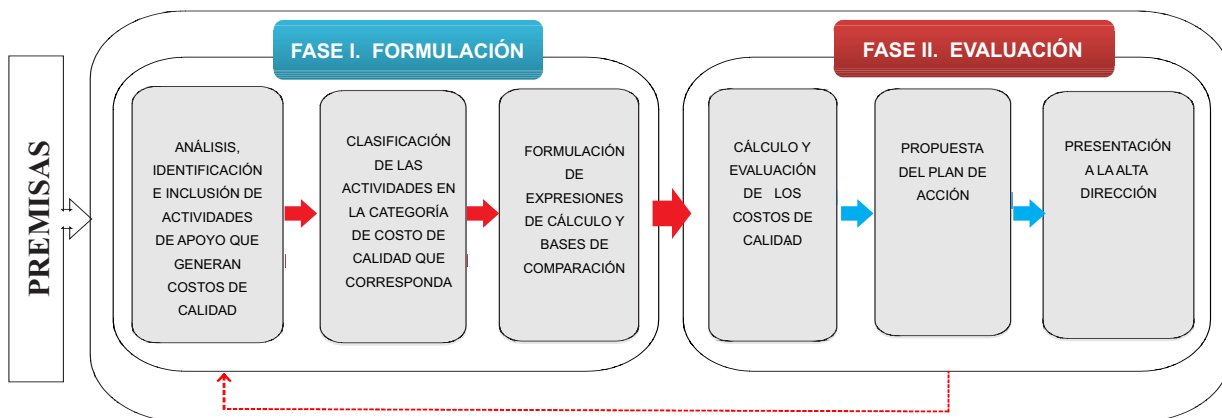 PREMISAS
FASE I. FORMULACIÓN
ANÁLISIS,
IDENTIFICACIÓN
E INCLUSIÓN DE
ACTIVIDADES
DE APOYO QUE
GENERAN
COSTOS DE
CALIDAD
CLASIFICACIÓN
DE LAS
ACTIVIDADES EN
LA CATEGORÍA
DE COSTO DE
CALIDAD QUE
CORRESPONDA
FORMULACIÓN
DE
EXPRESIONES
DE CÁLCULO Y
BASES DE
COMPARACIÓN
FASE II. EVALUACIÓN
CÁLCULO Y
EVALUACIÓN
DE LOS
COSTOS DE
CALIDAD
PROPUESTA
DEL PLAN DE
ACCIÓN
PRESENTACIÓN
A LA ALTA
DIRECCIÓN